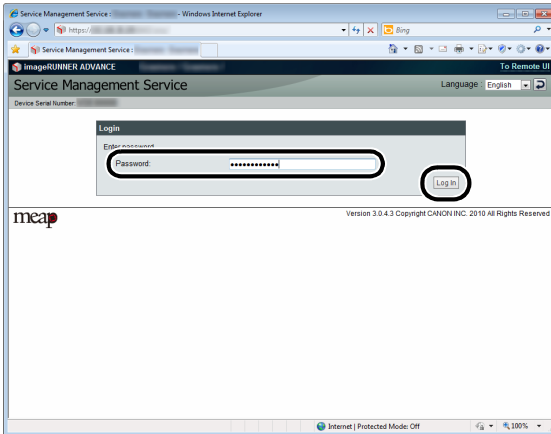 Service Management Service : - Windows Internet Explorer
https://
Bing
Service Management Service :
imageRUNNER ADVANCE To Remote UI
Service Management Service Language English
Device Serial Number:
Login
Enter password
Password: ••••••••••••
Log In
meap Version 3.0.4.3 Copyright CANON INC. 2010 All Rights Reserved
Internet | Protected Mode: Off 100%